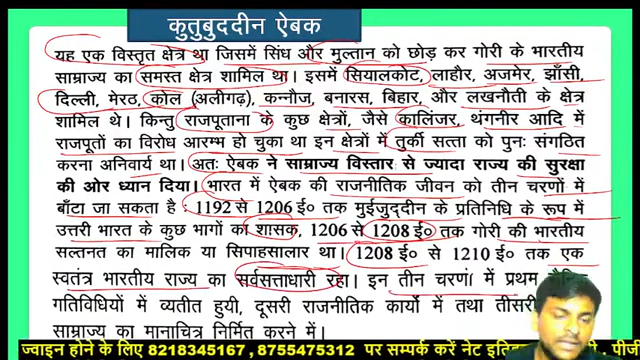 कुतुबुददीन ऐबक
यह एक विस्तृत क्षेत्र था जिसमें सिंध और मुल्तान को छोड़ कर गोरी के भारतीय
साम्राज्य का समस्त क्षेत्र शामिल था। इसमें सियालकोट, लाहौर, अजमेर, झाँसी,
दिल्ली, मेरठ, कोल (अलीगढ़), कन्नौज, बनारस, बिहार, और लखनौती के क्षेत्र
शामिल थे। किन्तु राजपूताना के कुछ क्षेत्रों, जैसे कालिंजर, थंगनीर आदि में
राजपूतों का विरोध आरम्भ हो चुका था इन क्षेत्रों में तुर्की सत्ता को पुनः संगठित
करना अनिवार्य था। अतः ऐबक ने साम्राज्य विस्तार से ज्यादा राज्य की सुरक्षा
की ओर ध्यान दिया। भारत में ऐबक की राजनीतिक जीवन को तीन चरणों में
बाँटा जा सकता है : 1192 से 1206 ई० तक मुईजुद्दीन के प्रतिनिधि के रूप में
उत्तरी भारत के कुछ भागों का शासक, 1206 से 1208 ई० तक गोरी की भारतीय
सल्तनत का मालिक या सिपाहसालार था। 1208 ई० से 1210 ई० तक एक
स्वतंत्र भारतीय राज्य का सर्वसत्ताधारी रहा। इन तीन चरणों में प्रथम
गतिविधियों में व्यतीत हुयी, दूसरी राजनीतिक कार्यो में तथा तीसरी
साम्राज्य का मानाचित्र निर्मित करने में।
ज्वाइन होने के लिए 8218345167 , 8755475312 पर सम्पर्क करें नेट पीजी